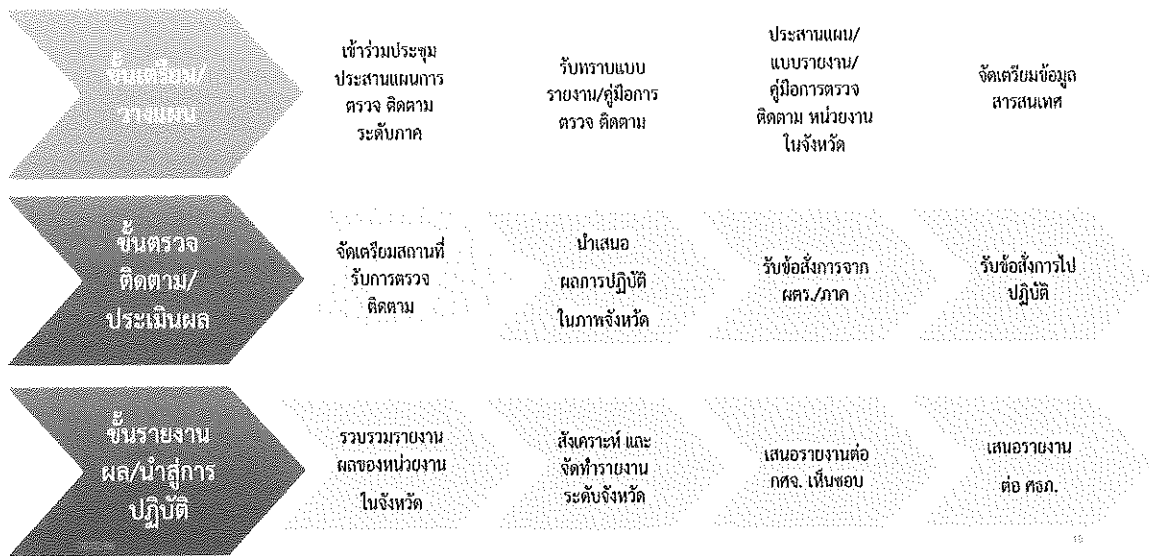 ขั้นเตรียม/
วางแผน
เข้าร่วมประชุม
ประสานแผนการ
ตรวจ ติดตาม
ระดับภาค
รับทราบแบบ
รายงาน/คู่มือการ
ตรวจ ติดตาม
ประสานแผน/
แบบรายงาน/
คู่มือการตรวจ
ติดตาม หน่วยงาน
ในจังหวัด
จัดเตรียมข้อมูล
สารสนเทศ
ขั้นตรวจ
ติดตาม/
ประเมินผล
จัดเตรียมสถานที่
รับการตรวจ
ติดตาม
นำเสนอ
ผลการปฏิบัติ
ในภาพจังหวัด
รับข้อสั่งการจาก
ผตร./ภาค
รับข้อสั่งการไป
ปฏิบัติ
ขั้นรายงาน
ผล/นำสู่การ
ปฏิบัติ
รวบรวมรายงาน
ผลของหน่วยงาน
ในจังหวัด
สังเคราะห์ และ
จัดทำรายงาน
ระดับจังหวัด
เสนอรายงานต่อ
กศจ. เห็นชอบ
เสนอรายงาน
ต่อ ศธภ.